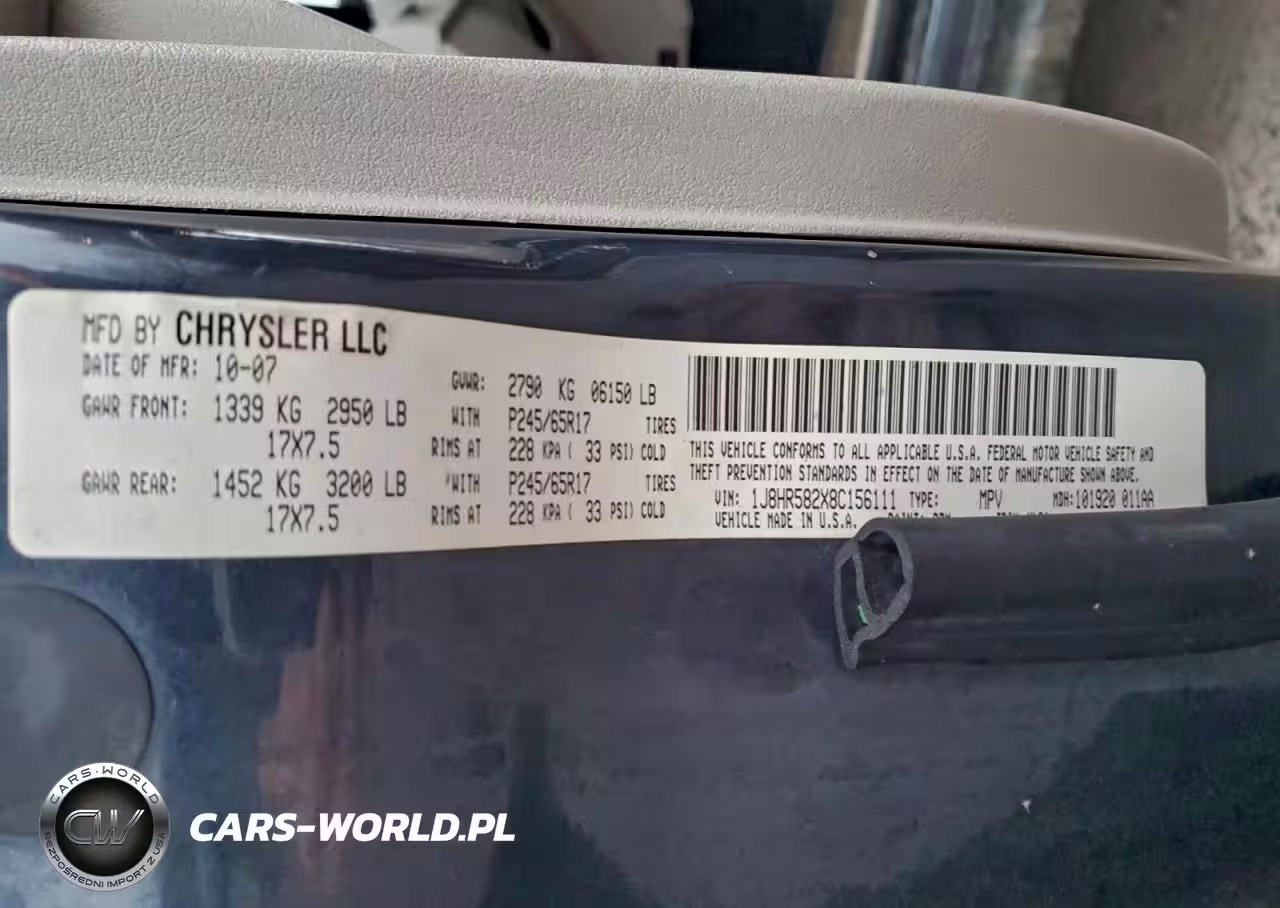 MFD BY CHRYSLER LLC
DATE OF MFR: 10-07
GVWR: 2790 KG 06150 LB
GAWR FRONT: 1339 KG 2950 LB WITH P245/65R17 TIRES
17X7.5 RIMS AT 228 KPA ( 33 PSI) COLD
GAWR REAR: 1452 KG 3200 LB WITH P245/65R17 TIRES
17X7.5 RIMS AT 228 KPA ( 33 PSI) COLD
THIS VEHICLE CONFORMS TO ALL APPLICABLE U.S.A. FEDERAL MOTOR VEHICLE SAFETY AND
THEFT PREVENTION STANDARDS IN EFFECT ON THE DATE OF MANUFACTURE SHOWN ABOVE.
VIN: 1J8HR582X8C156111 TYPE: MPV MDH:101920 011AA
VEHICLE MADE IN U.S.A.
CARS-WORLD
CW
BEZPOŚREDNI IMPORT Z USA
CARS-WORLD.PL